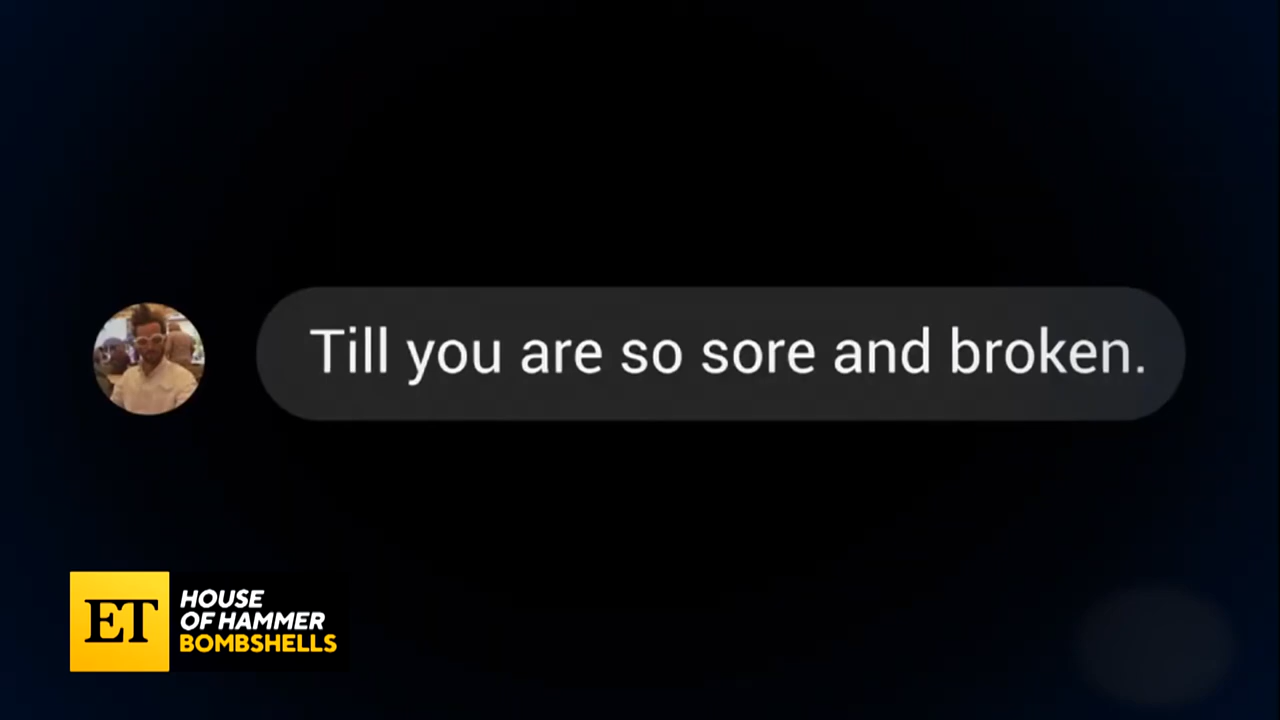 Till you are so sore and broken.
ET
HOUSE
OF HAMMER
BOMBSHELLS